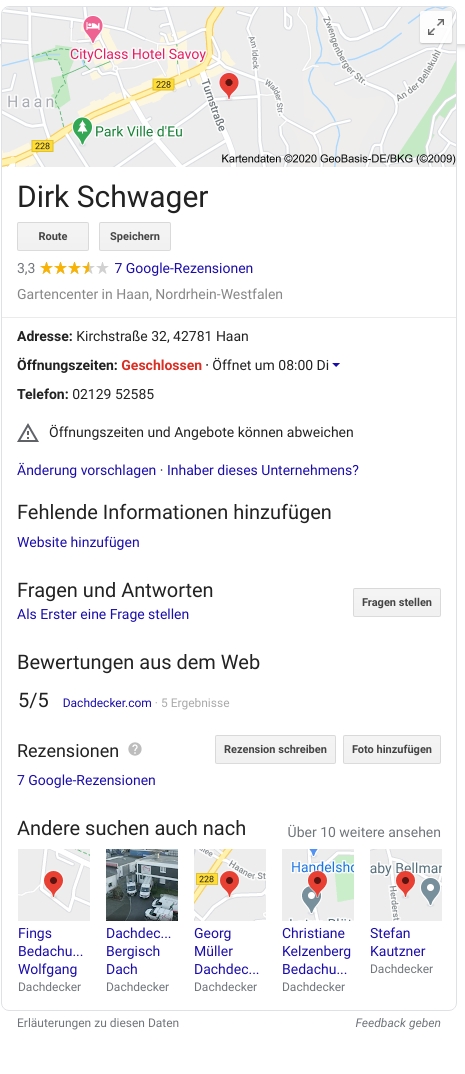 CityClass Hotel Savoy
Am Ideck
Zwengenberger Str.
An der Bellekuhl
Haan
228
Turnstraße
Walder Str.
Park Ville d'Eu
228
Kartendaten ©2020 GeoBasis-DE/BKG (©2009)
Dirk Schwager
Route Speichern
3,3 7 Google-Rezensionen
Gartencenter in Haan, Nordrhein-Westfalen
Adresse: Kirchstraße 32, 42781 Haan
Öffnungszeiten: Geschlossen · Öffnet um 08:00 Di
Telefon: 02129 52585
Öffnungszeiten und Angebote können abweichen
Änderung vorschlagen · Inhaber dieses Unternehmens?
Fehlende Informationen hinzufügen
Website hinzufügen
Fragen und Antworten
Fragen stellen
Als Erster eine Frage stellen
Bewertungen aus dem Web
5/5 Dachdecker.com · 5 Ergebnisse
Rezensionen ? Rezension schreiben Foto hinzufügen
7 Google-Rezensionen
Andere suchen auch nach Über 10 weitere ansehen
Haaner St
228
Handelsho
aby Bellmar
Herderst
Fings
Bedachu...
Wolfgang
Dachdecker
Dachdec...
Bergisch
Dach
Dachdecker
Georg
Müller
Dachdec...
Dachdecker
Christiane
Kelzenberg
Bedachu...
Dachdecker
Stefan
Kautzner
Dachdecker
Erläuterungen zu diesen Daten Feedback geben